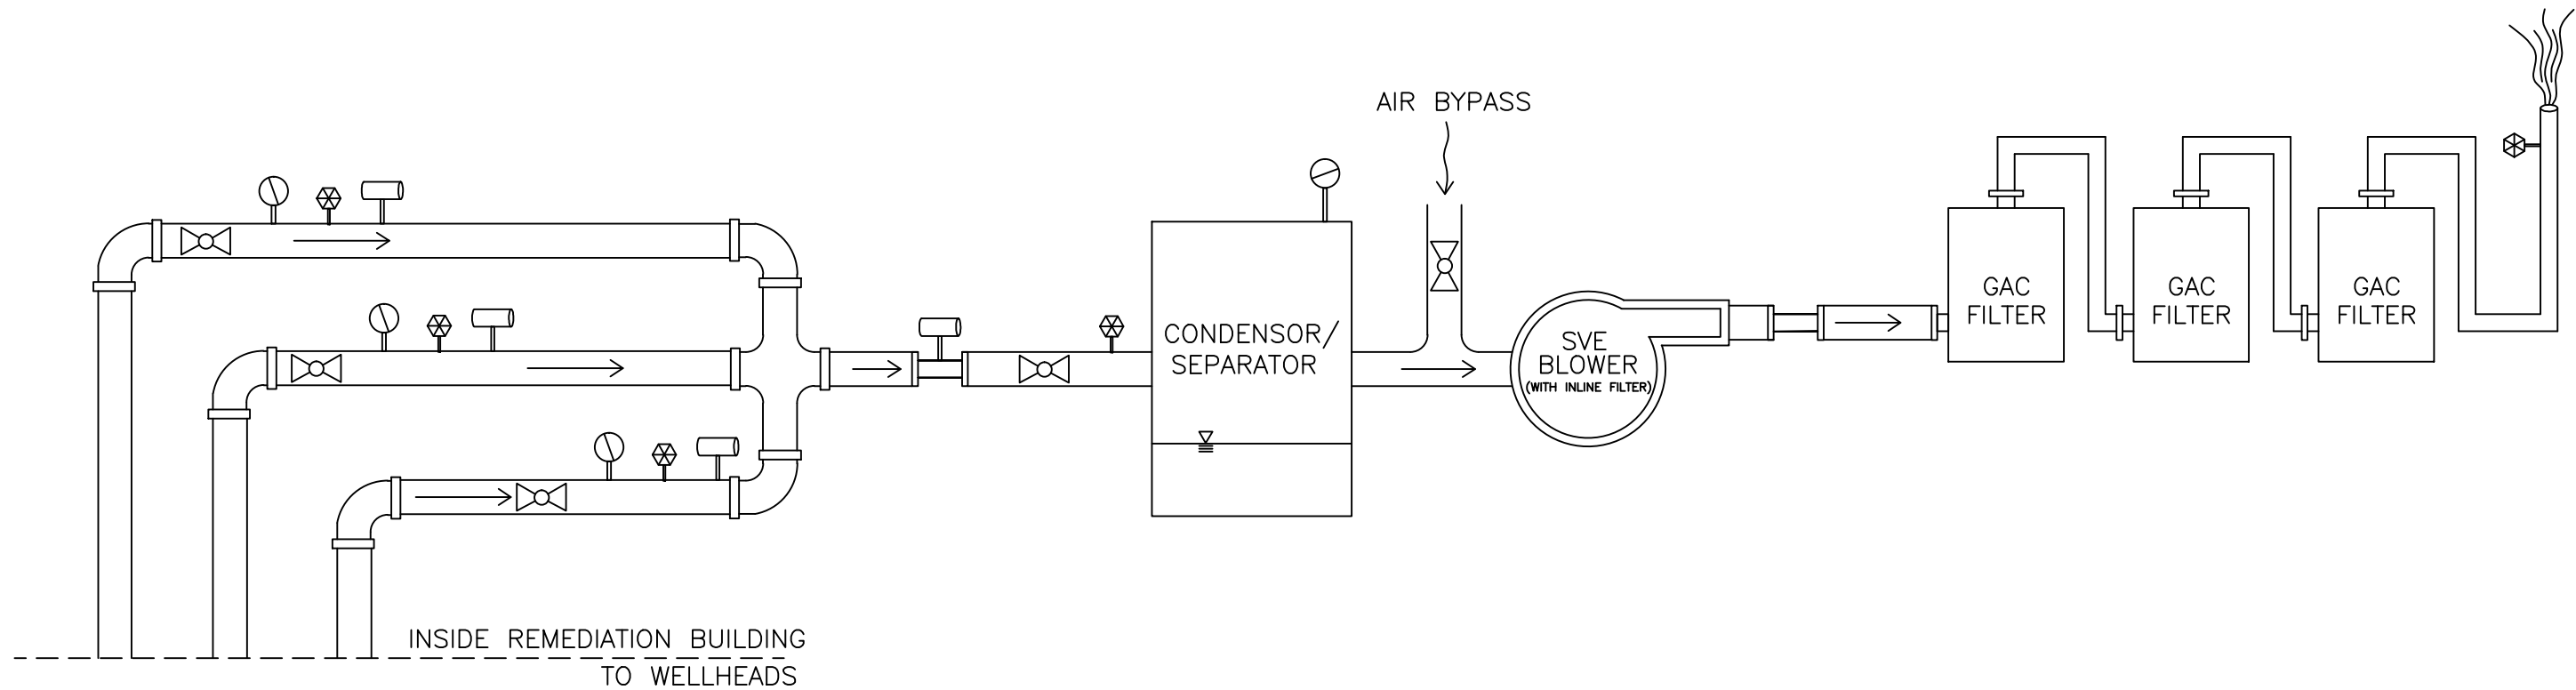 AIR BYPASS
CONDENSOR/
SEPARATOR
SVE
BLOWER
(WITH INLINE FILTER)
GAC
FILTER
GAC
FILTER
GAC
FILTER
INSIDE REMEDIATION BUILDING
TO WELLHEADS